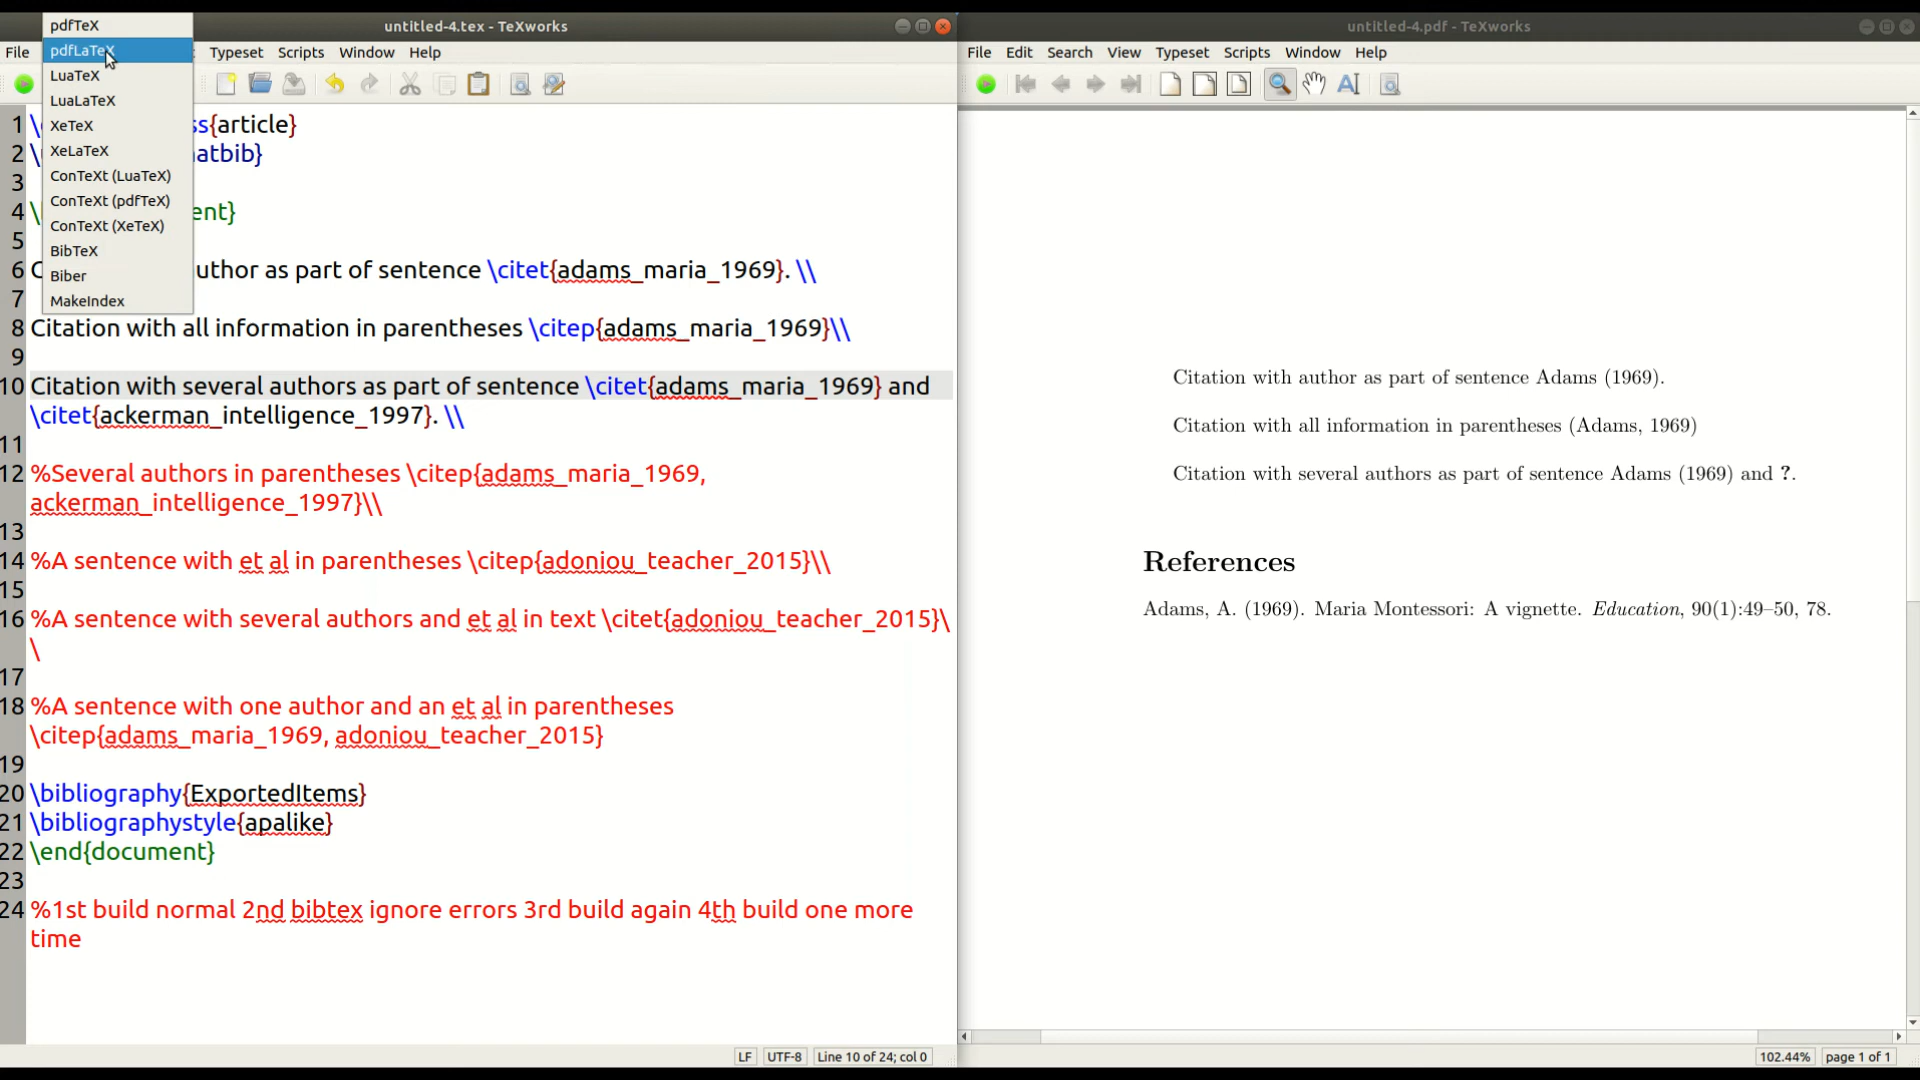 untitled-4.tex - TeXworks
File
Typeset
Scripts
Window
Help
pdfTeX
pdfLaTeX
LuaTeX
LuaLaTeX
XeTeX
XeLaTeX
ConTeXt (LuaTeX)
ConTeXt (pdfTeX)
ConTeXt (XeTeX)
BibTeX
Biber
MakeIndex
1 \ ss{article}
2 \ natbib}
3
4 \ ent}
5
6 C uthor as part of sentence \citet{adams_maria_1969}. \\
7
8 Citation with all information in parentheses \citep{adams_maria_1969}\\
9
10 Citation with several authors as part of sentence \citet{adams_maria_1969} and
\citet{ackerman_intelligence_1997}. \\
11
12 %Several authors in parentheses \citep{adams_maria_1969,
ackerman_intelligence_1997}\\
13
14 %A sentence with et al in parentheses \citep{adoniou_teacher_2015}\\
15
16 %A sentence with several authors and et al in text \citet{adoniou_teacher_2015}\
\
17
18 %A sentence with one author and an et al in parentheses
\citep{adams_maria_1969, adoniou_teacher_2015}
19
20 \bibliography{ExportedItems}
21 \bibliographystyle{apalike}
22 \end{document}
23
24 %1st build normal 2nd bibtex ignore errors 3rd build again 4th build one more
time
LF
UTF-8
Line 10 of 24; col 0
untitled-4.pdf - TeXworks
File
Edit
Search
View
Typeset
Scripts
Window
Help
Citation with author as part of sentence Adams (1969).
Citation with all information in parentheses (Adams, 1969)
Citation with several authors as part of sentence Adams (1969) and ?.
References
Adams, A. (1969). Maria Montessori: A vignette. Education, 90(1):49–50, 78.
102.44%
page 1 of 1